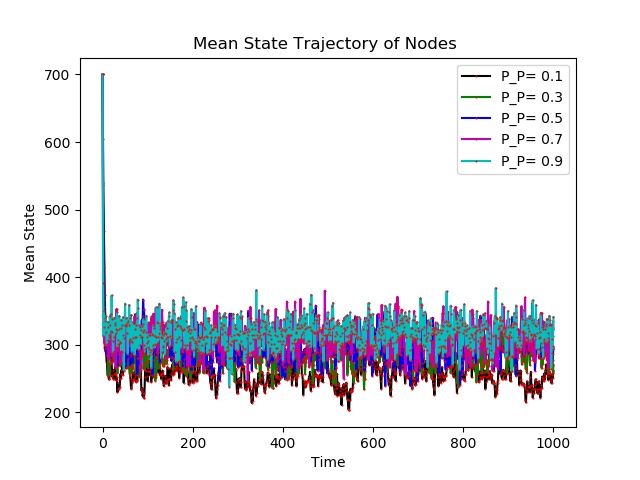 Mean State Trajectory of Nodes
P_P= 0.1
P_P= 0.3
P_P= 0.5
P_P= 0.7
P_P= 0.9
700
600
500
400
300
200
Mean State
0
200
400
600
800
1000
Time